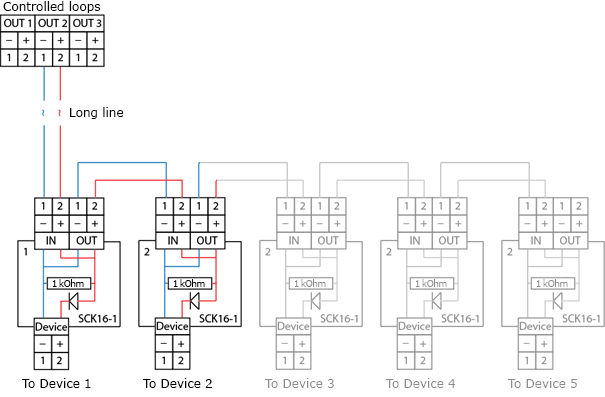 Controlled loops
OUT 1 OUT 2 OUT 3
− + − + − +
1 2 1 2 1 2
~ ~ Long line
1 2 1 2 1 2 1 2 1 2 1 2 1 2 1 2 1 2 1 2
− + − + − + − + − + − + − + − + − + − +
IN OUT IN OUT IN OUT IN OUT IN OUT
1 2 2 2 2
1 kOhm 1 kOhm 1 kOhm 1 kOhm 1 kOhm
SCK16-1 SCK16-1 SCK16-1 SCK16-1 SCK16-1
Device Device Device Device Device
− + − + − + − + − +
1 2 1 2 1 2 1 2 1 2
To Device 1 To Device 2 To Device 3 To Device 4 To Device 5